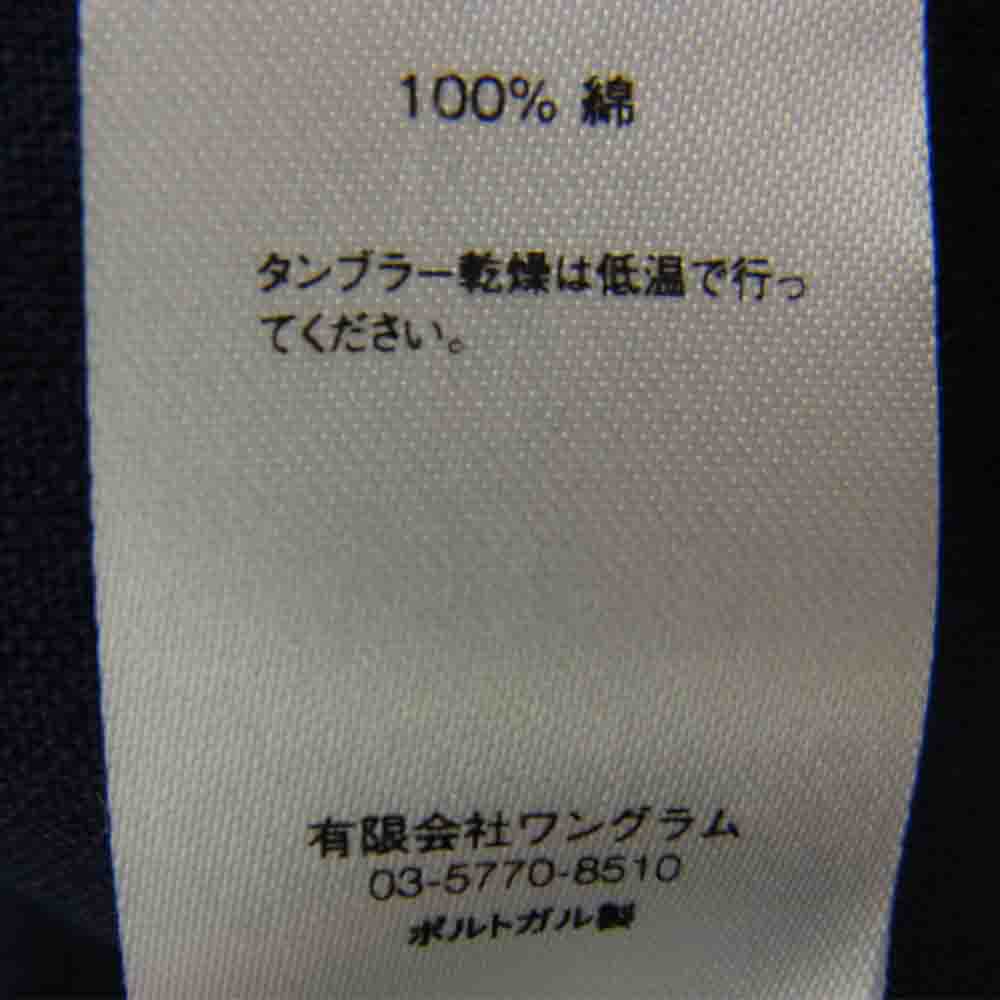 100% 綿
タンブラー乾燥は低温で行っ
てください。
有限会社ワングラム
03-5770-8510
ポルトガル製